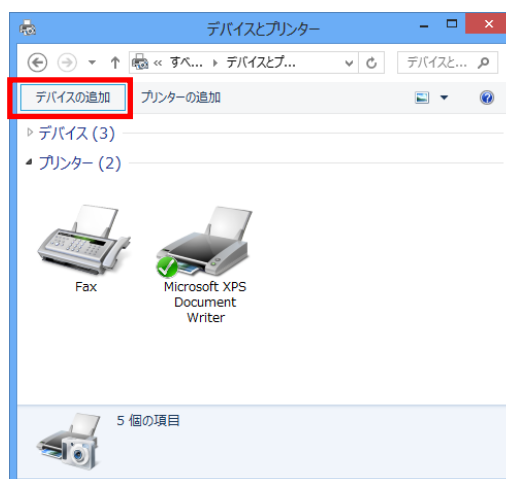 デバイスとプリンター
« すべ... デバイスとプ... デバイスと...
デバイスの追加 プリンターの追加
デバイス (3)
プリンター (2)
Fax
Microsoft XPS
Document
Writer
5 個の項目